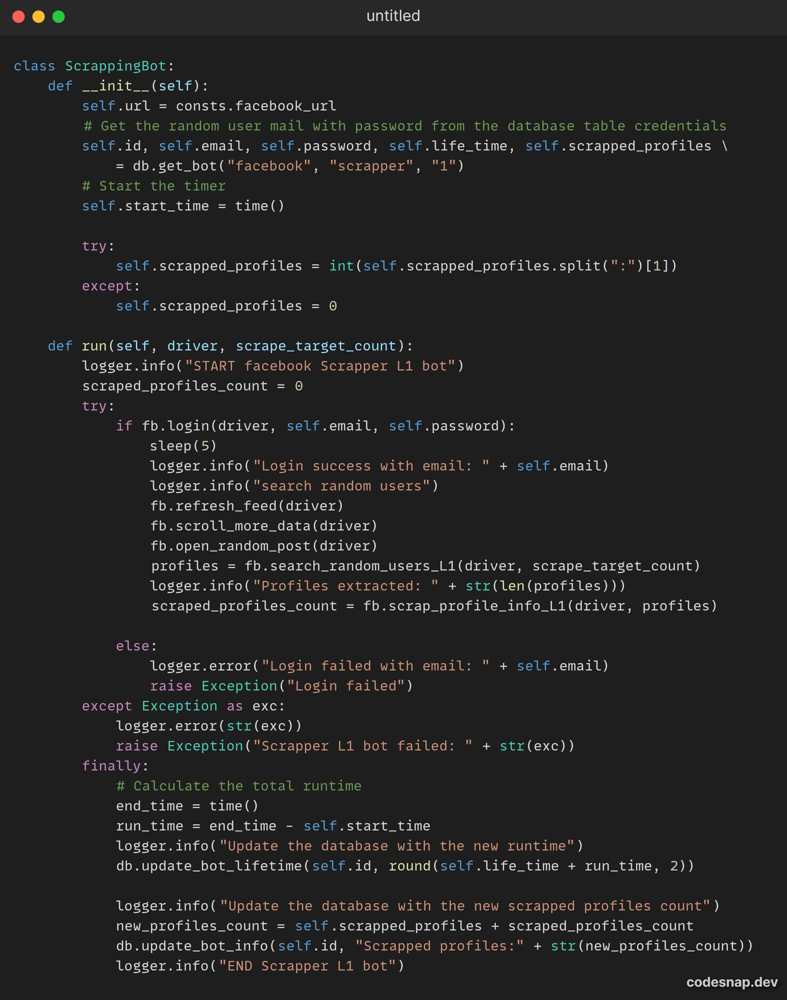 untitled
class ScrappingBot:
    def __init__(self):
        self.url = consts.facebook_url
        # Get the random user mail with password from the database table credentials
        self.id, self.email, self.password, self.life_time, self.scrapped_profiles \
            = db.get_bot("facebook", "scrapper", "1")
        # Start the timer
        self.start_time = time()

        try:
            self.scrapped_profiles = int(self.scrapped_profiles.split(":")[1])
        except:
            self.scrapped_profiles = 0

    def run(self, driver, scrape_target_count):
        logger.info("START facebook Scrapper L1 bot")
        scraped_profiles_count = 0
        try:
            if fb.login(driver, self.email, self.password):
                sleep(5)
                logger.info("Login success with email: " + self.email)
                logger.info("search random users")
                fb.refresh_feed(driver)
                fb.scroll_more_data(driver)
                fb.open_random_post(driver)
                profiles = fb.search_random_users_L1(driver, scrape_target_count)
                logger.info("Profiles extracted: " + str(len(profiles)))
                scraped_profiles_count = fb.scrap_profile_info_L1(driver, profiles)

            else:
                logger.error("Login failed with email: " + self.email)
                raise Exception("Login failed")
        except Exception as exc:
            logger.error(str(exc))
            raise Exception("Scrapper L1 bot failed: " + str(exc))
        finally:
            # Calculate the total runtime
            end_time = time()
            run_time = end_time - self.start_time
            logger.info("Update the database with the new runtime")
            db.update_bot_lifetime(self.id, round(self.life_time + run_time, 2))

            logger.info("Update the database with the new scrapped profiles count")
            new_profiles_count = self.scrapped_profiles + scraped_profiles_count
            db.update_bot_info(self.id, "Scrapped profiles:" + str(new_profiles_count))
            logger.info("END Scrapper L1 bot")
codesnap.dev